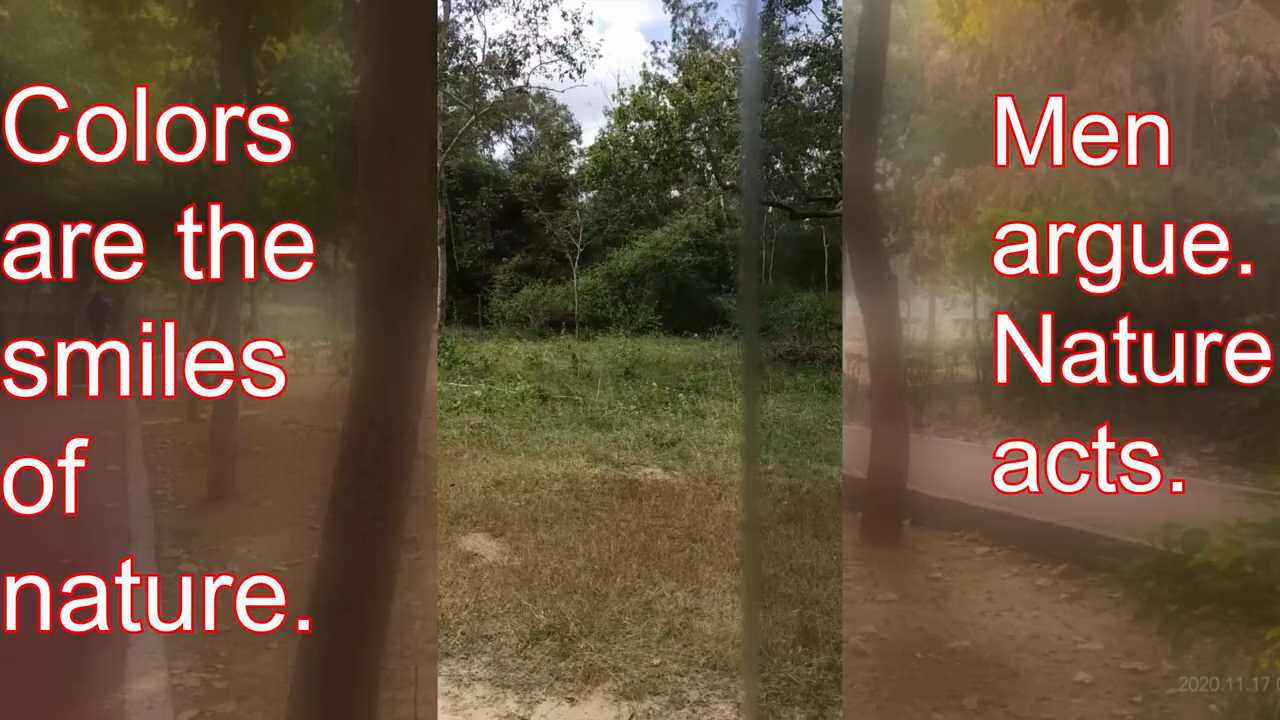 Colors
are the
smiles
of
nature.
Men
argue.
Nature
acts.
2020.11.17